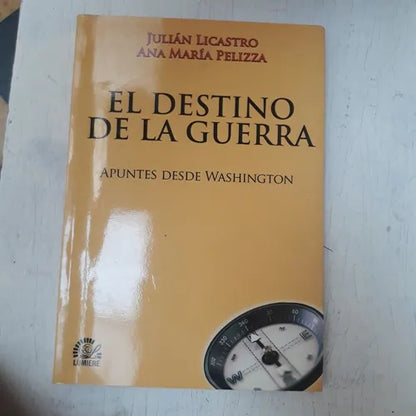 JULIÁN LICASTRO
ANA MARÍA PELIZZA
EL DESTINO
DE LA GUERRA
APUNTES DESDE WASHINGTON
LUMIERE
W
E